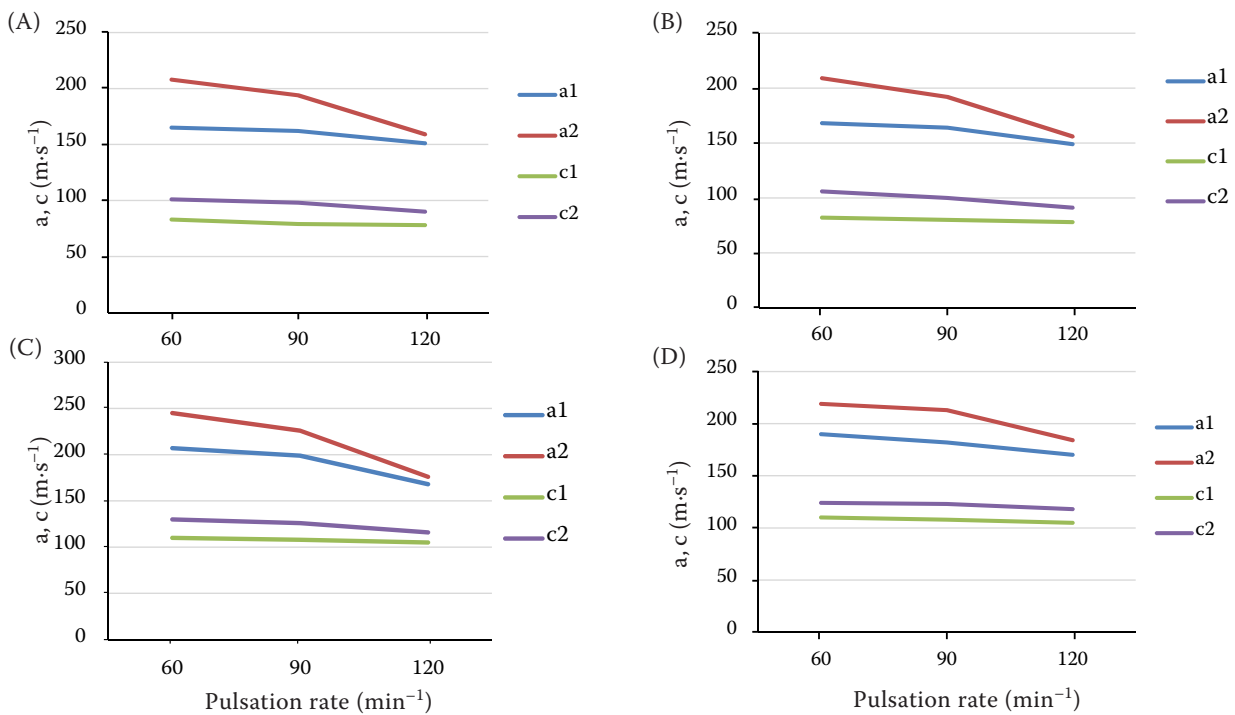 (A)
250
200
150
100
50
0
a, c (m·s⁻¹)
60 90 120
a1
a2
c1
c2
(B)
250
200
150
100
50
0
a, c (m·s⁻¹)
60 90 120
a1
a2
c1
c2
(C)
300
250
200
150
100
50
0
a, c (m·s⁻¹)
60 90 120
Pulsation rate (min⁻¹)
a1
a2
c1
c2
(D)
250
200
150
100
50
0
a, c (m·s⁻¹)
60 90 120
Pulsation rate (min⁻¹)
a1
a2
c1
c2